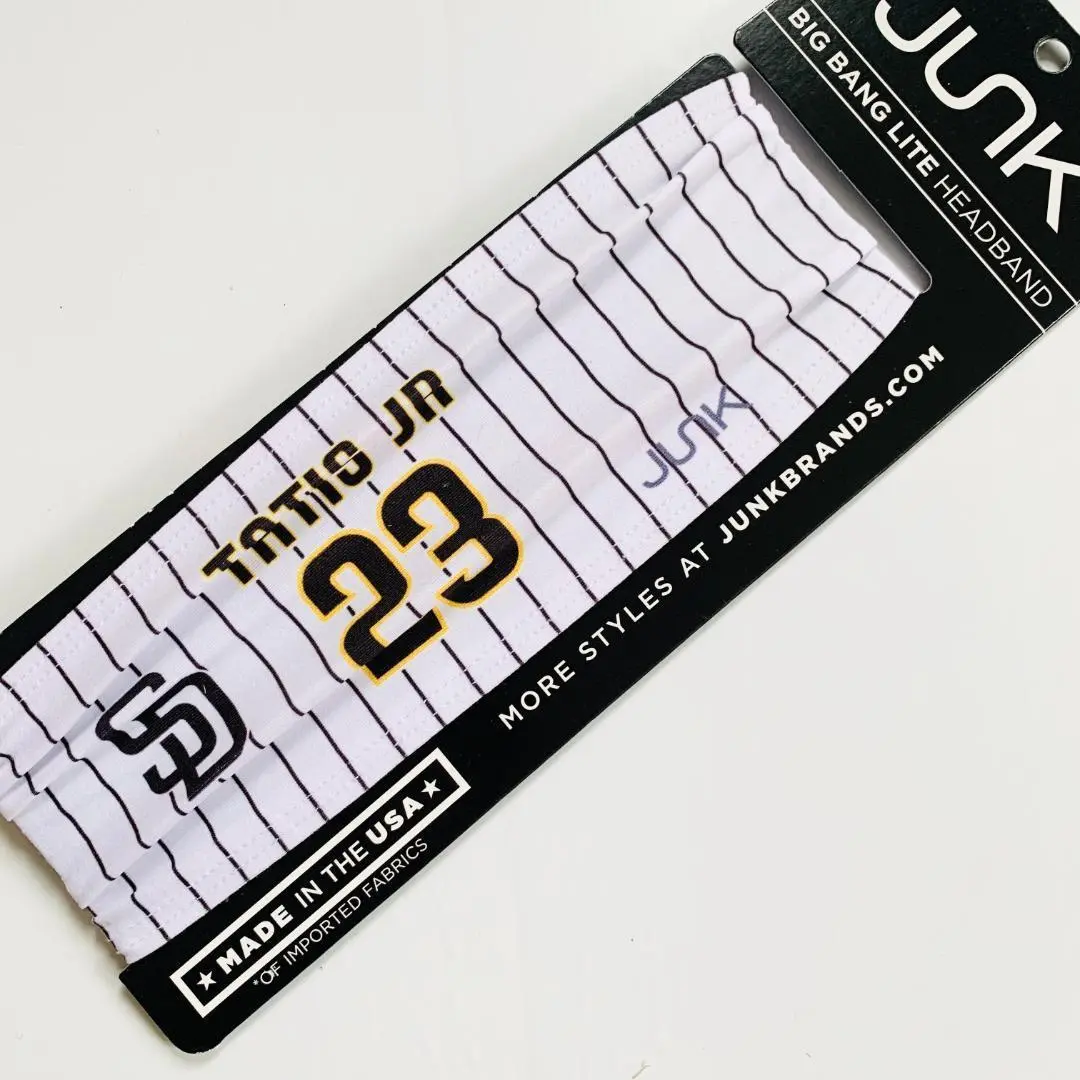 JUNK
BIG BANG LITE HEADBAND
TATIS JR
23
JUNK
SD
MORE STYLES AT JUNKBRANDS.COM
★ MADE IN THE USA ★
*OF IMPORTED FABRICS